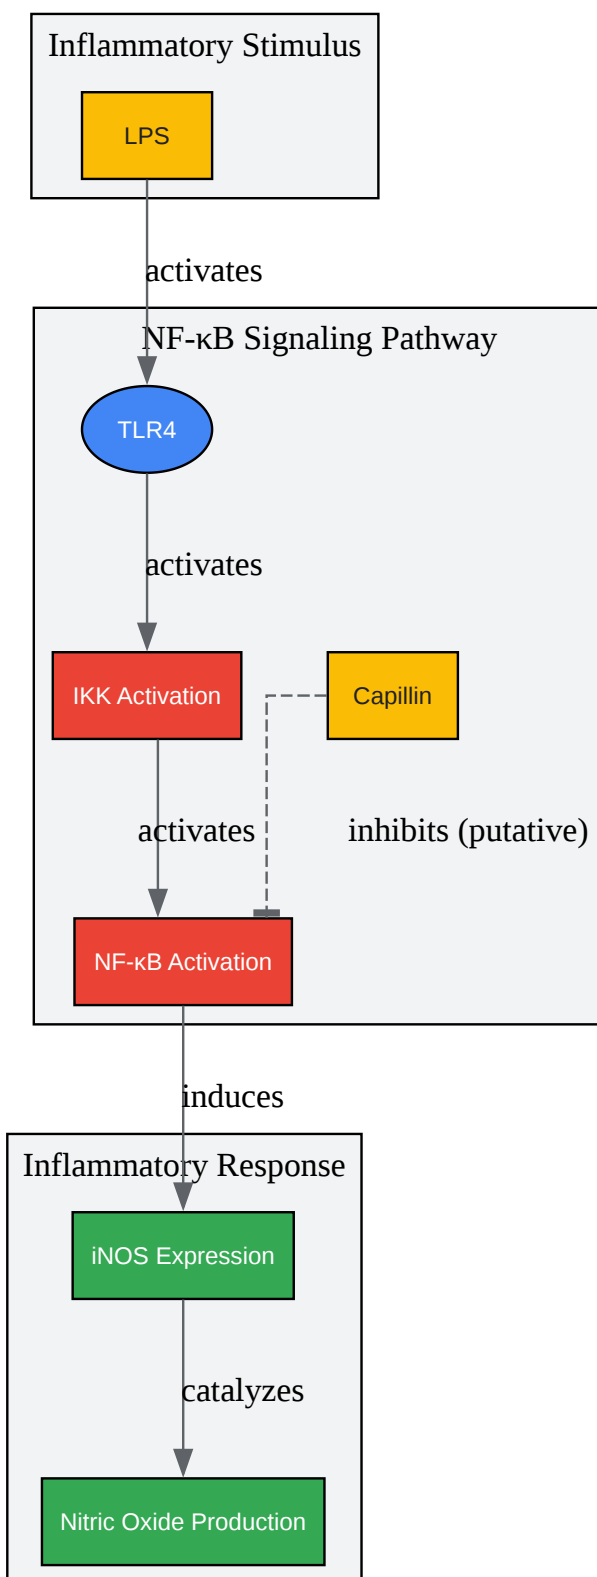 Inflammatory Stimulus
LPS
activates
NF-κB Signaling Pathway
TLR4
activates
IKK Activation
Capillin
activates
inhibits (putative)
NF-κB Activation
induces
Inflammatory Response
iNOS Expression
catalyzes
Nitric Oxide Production